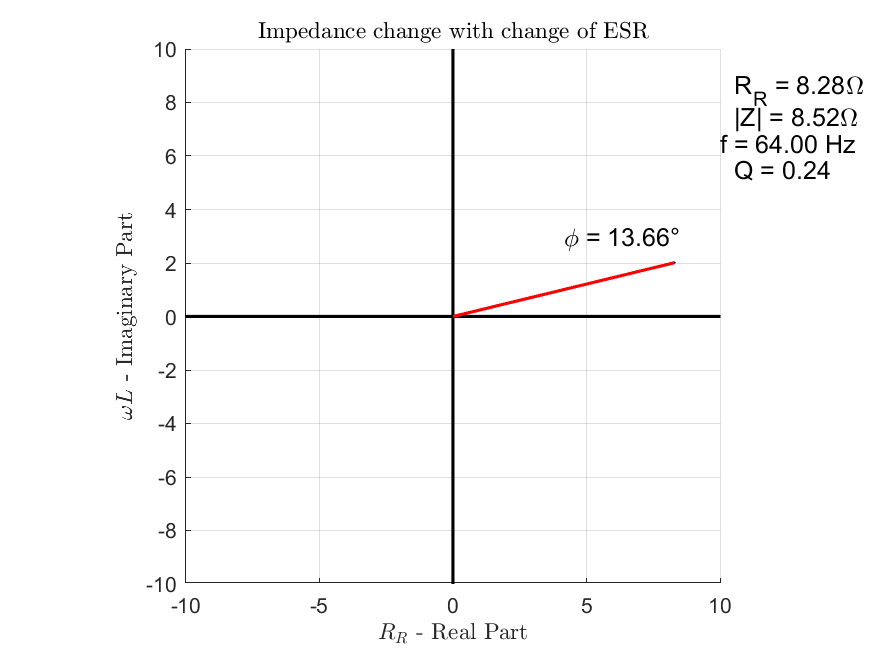 Impedance change with change of ESR
R_R = 8.28Ω
|Z| = 8.52Ω
f = 64.00 Hz
Q = 0.24
ϕ = 13.66°
10
8
6
4
2
0
-2
-4
-6
-8
-10
ωL - Imaginary Part
-10 -5 0 5 10
R_R - Real Part